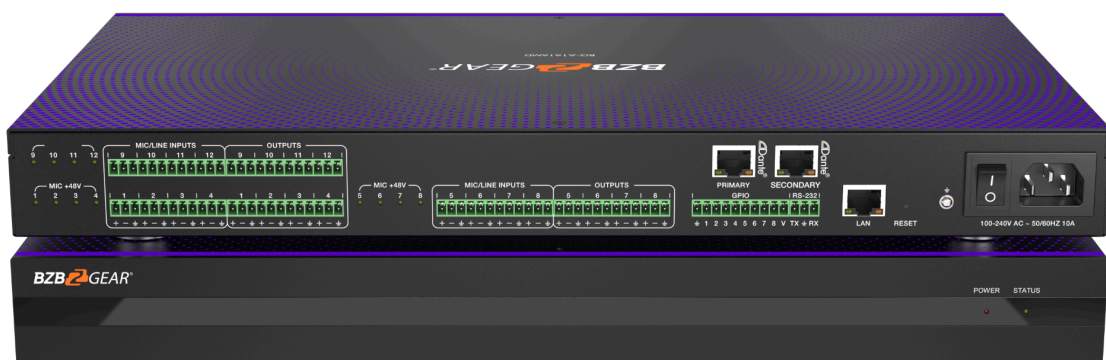 BZB GEAR®
BG-A1616MD
9 10 11 12
MIC +48V
1 2 3 4
MIC/LINE INPUTS
9 10 11 12
OUTPUTS
9 10 11 12
1 2 3 4
1 2 3 4
+ - ⏚ + - ⏚ + - ⏚ + - ⏚ + - ⏚ + - ⏚ + - ⏚ + - ⏚
MIC +48V
5 6 7 8
MIC/LINE INPUTS
5 6 7 8
OUTPUTS
5 6 7 8
+ - ⏚ + - ⏚ + - ⏚ + - ⏚ + - ⏚ + - ⏚ + - ⏚ + - ⏚
Dante®
PRIMARY
Dante®
SECONDARY
GPIO
RS-232
⏚ 1 2 3 4 5 6 7 8 V TX ⏚ RX
LAN
RESET
I
O
100-240V AC ~ 50/60HZ 10A
BZB GEAR®
POWER STATUS